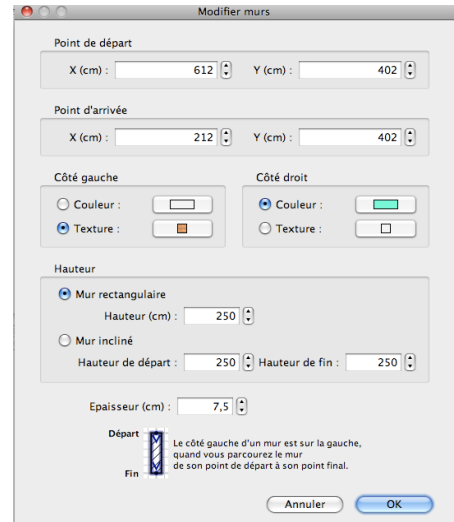 Modifier murs
Point de départ
X (cm) : 612 Y (cm) : 402
Point d'arrivée
X (cm) : 212 Y (cm) : 402
Côté gauche Côté droit
Couleur : Couleur :
Texture : Texture :
Hauteur
Mur rectangulaire
Hauteur (cm) : 250
Mur incliné
Hauteur de départ : 250 Hauteur de fin : 250
Epaisseur (cm) : 7,5
Départ
Le côté gauche d'un mur est sur la gauche,
quand vous parcourez le mur
de son point de départ à son point final.
Fin
Annuler OK